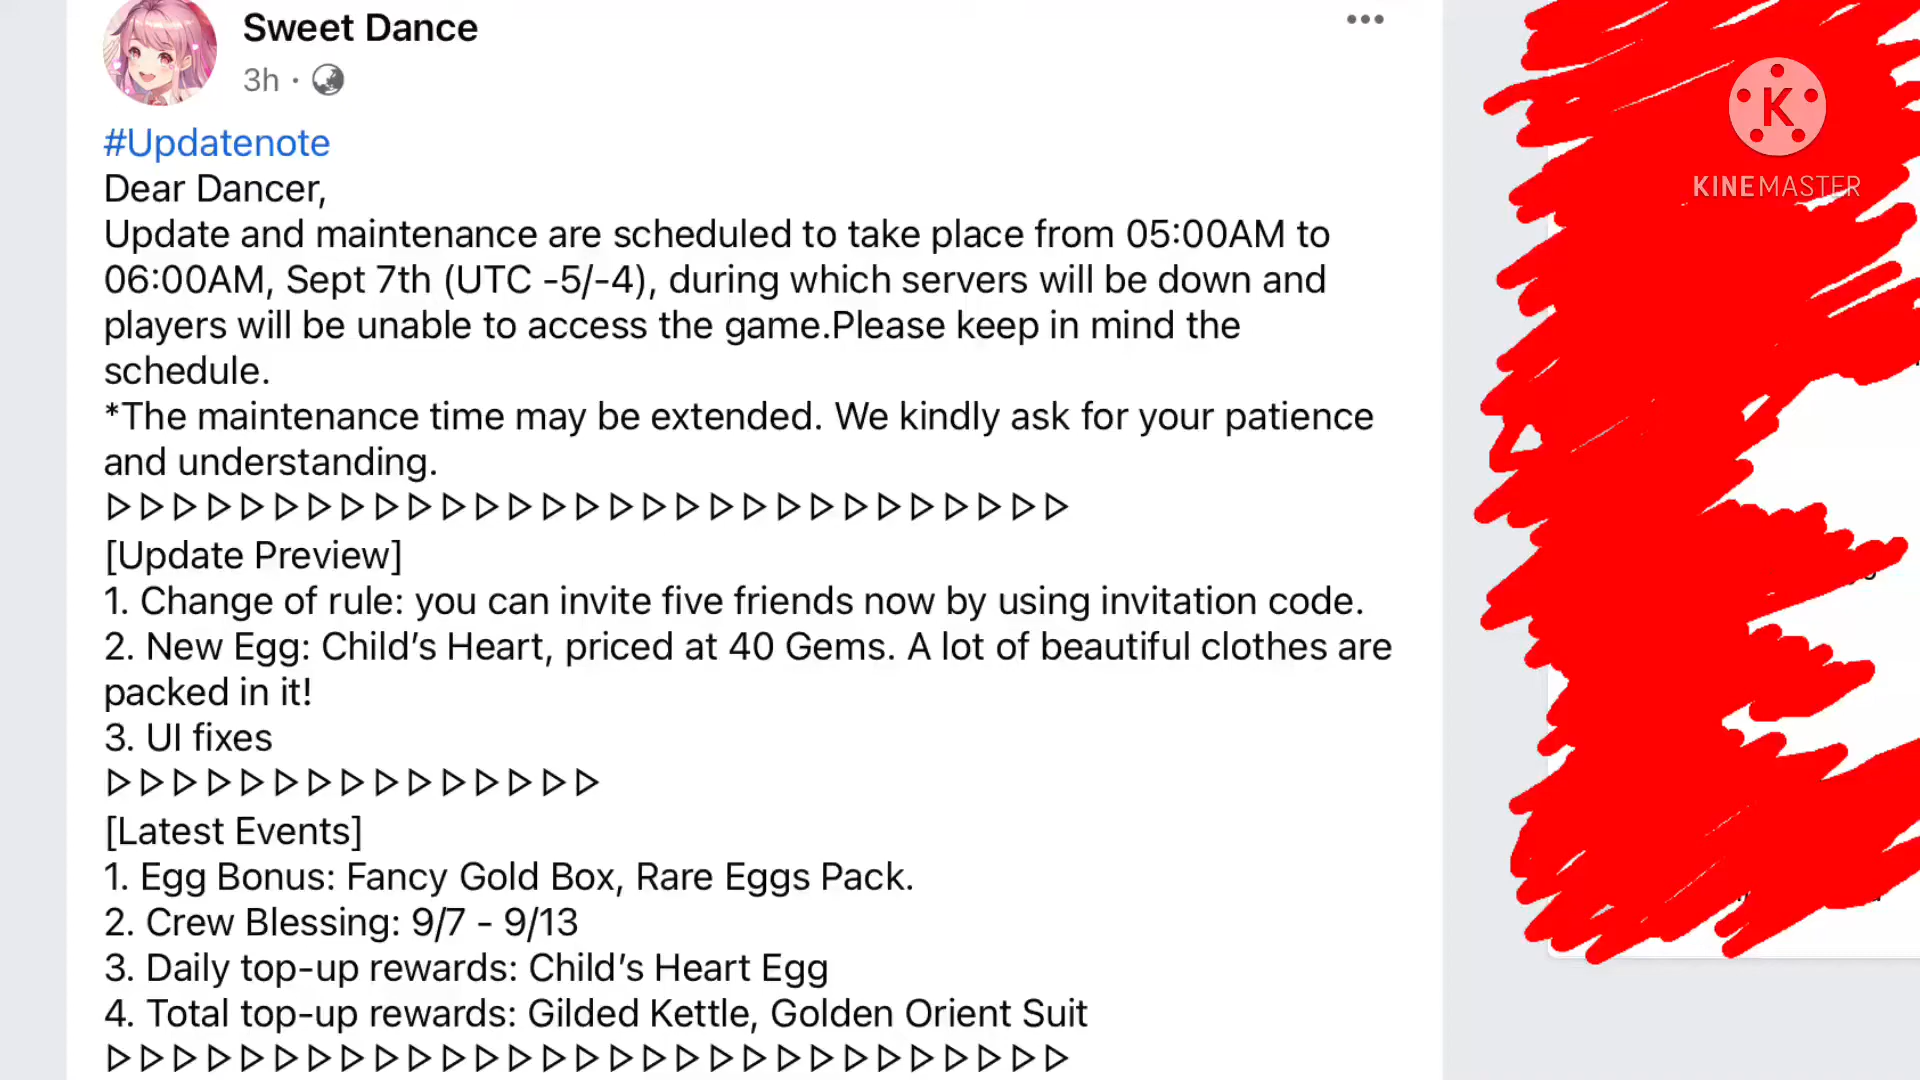 Sweet Dance
3h ·
#Updatenote
Dear Dancer,
Update and maintenance are scheduled to take place from 05:00AM to
06:00AM, Sept 7th (UTC -5/-4), during which servers will be down and
players will be unable to access the game.Please keep in mind the
schedule.
*The maintenance time may be extended. We kindly ask for your patience
and understanding.
▷▷▷▷▷▷▷▷▷▷▷▷▷▷▷▷▷▷▷▷▷▷▷▷▷▷▷▷▷
[Update Preview]
1. Change of rule: you can invite five friends now by using invitation code.
2. New Egg: Child’s Heart, priced at 40 Gems. A lot of beautiful clothes are
packed in it!
3. UI fixes
▷▷▷▷▷▷▷▷▷▷▷▷▷▷▷
[Latest Events]
1. Egg Bonus: Fancy Gold Box, Rare Eggs Pack.
2. Crew Blessing: 9/7 - 9/13
3. Daily top-up rewards: Child’s Heart Egg
4. Total top-up rewards: Gilded Kettle, Golden Orient Suit
▷▷▷▷▷▷▷▷▷▷▷▷▷▷▷▷▷▷▷▷▷▷▷▷▷▷▷▷▷
K
KINEMASTER